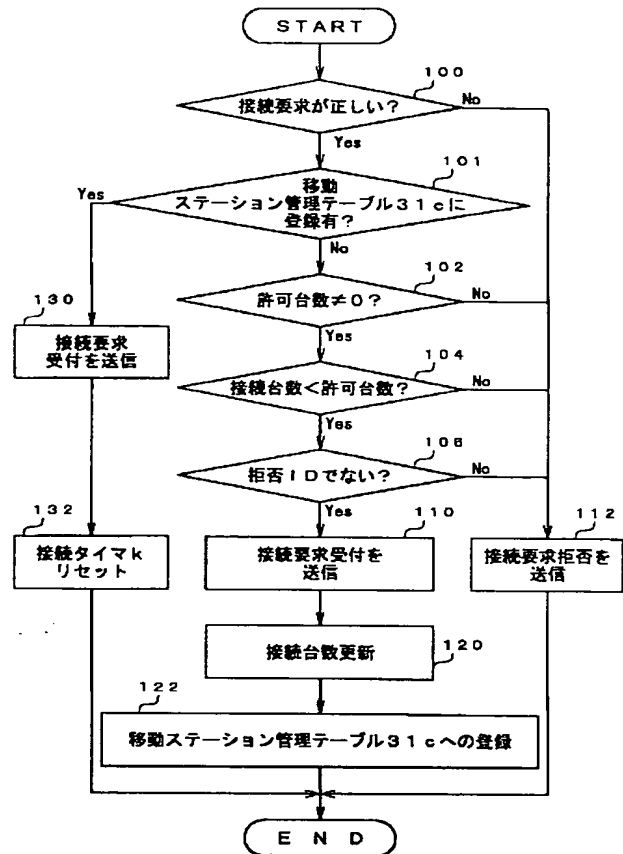 START
100
接続要求が正しい?
No
Yes
101
Yes
移動
ステーション管理テーブル31cに
登録有?
No
102
許可台数≠0?
No
130
Yes
接続要求
受付を送信
104
接続台数<許可台数?
No
Yes
106
拒否IDでない?
No
132
Yes
110
112
接続タイマk
リセット
接続要求受付を
送信
接続要求拒否を
送信
接続台数更新
120
122
移動ステーション管理テーブル31cへの登録
END